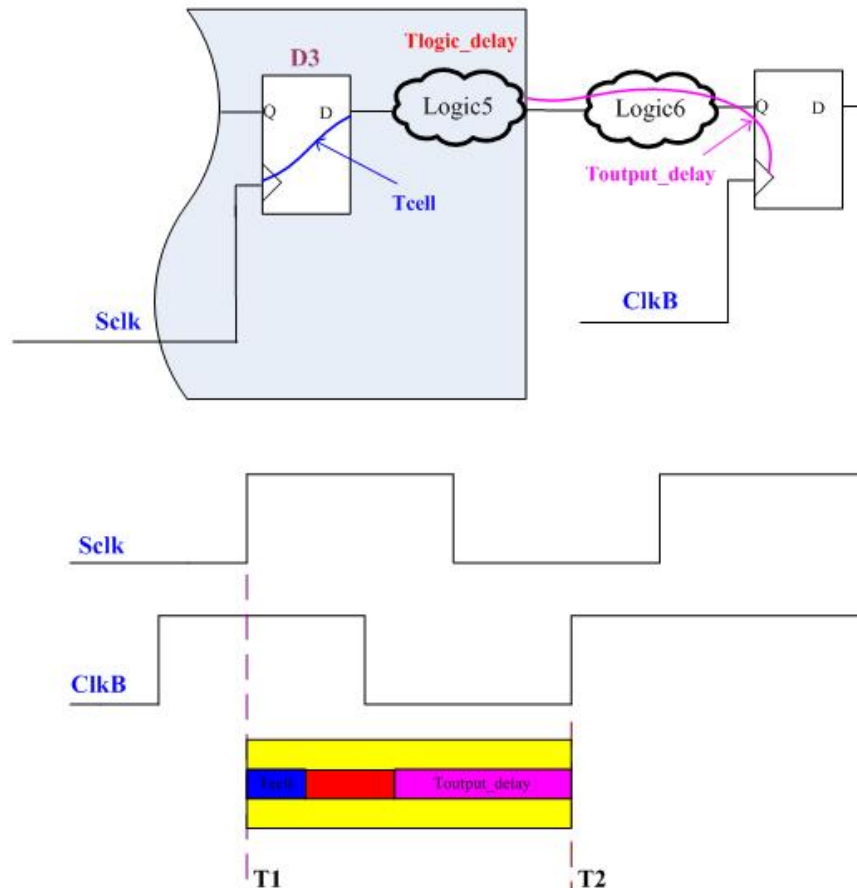 Tlogic_delay
D3
Q D
Logic5
Logic6
Q D
Toutput_delay
Tcell
ClkB
Sclk
Sclk
ClkB
Tcell
Toutput_delay
T1
T2